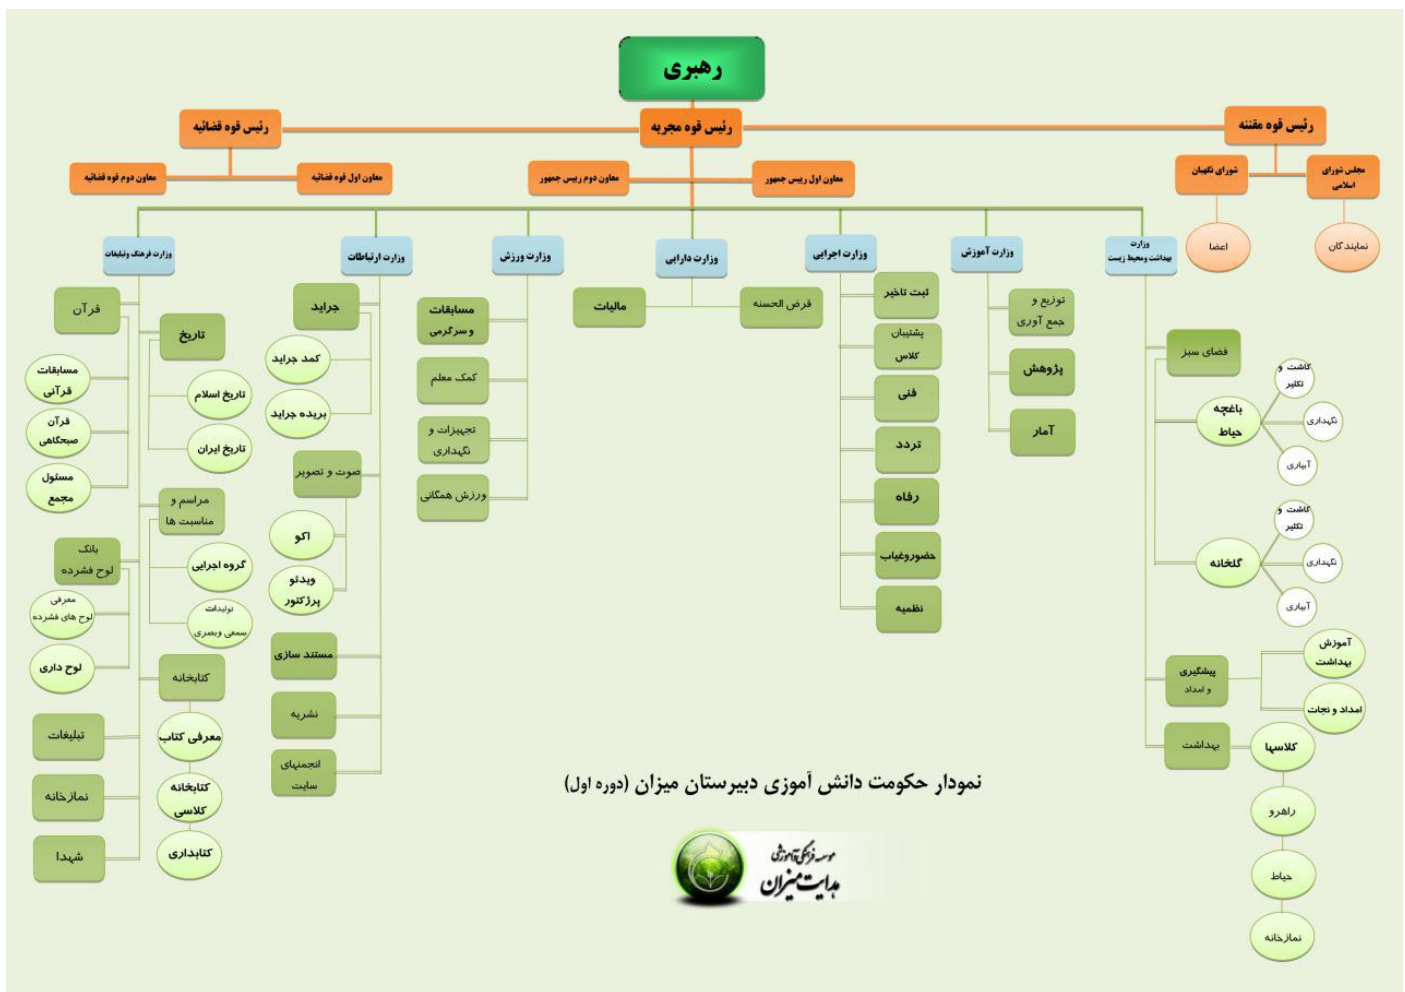 رهبری
رئیس قوه مقننه
رئیس قوه مجریه
رئیس قوه قضائیه
مجلس شورای
اسلامی
شورای نگهبان
معاون اول رییس جمهور
معاون دوم رییس جمهور
معاون اول قوه قضائیه
معاون دوم قوه قضائیه
نمایندگان
اعضا
وزارت
بهداشت ومحیط زیست
وزارت آموزش
وزارت اجرایی
وزارت دارایی
وزارت ورزش
وزارت ارتباطات
وزارت فرهنگ وتبلیغات
فضای سبز
باغچه
حیاط
کاشت و
تکثیر
نگهداری
آبیاری
گلخانه
کاشت و
تکثیر
نگهداری
آبیاری
پیشگیری
و امداد
آموزش
بهداشت
امداد و نجات
بهداشت
کلاسها
راهرو
حیاط
نمازخانه
توزیع و
جمع آوری
پژوهش
آمار
ثبت تاخیر
پشتیبان
کلاس
فنی
تردد
رفاه
حضوروغیاب
نظمیه
قرض الحسنه
مالیات
مسابقات
و سرگرمی
کمک معلم
تجهیزات و
نگهداری
ورزش همگانی
جراید
کمد جراید
بریده جراید
صوت و تصویر
اکو
ویدئو
پرژکتور
مستند سازی
نشریه
انجمنهای
سایت
تاریخ
تاریخ اسلام
تاریخ ایران
مراسم و
مناسبت ها
گروه اجرایی
تولیدات
سمعی وبصری
کتابخانه
معرفی کتاب
کتابخانه
کلاسی
کتابداری
قرآن
مسابقات
قرآنی
قرآن
صبحگاهی
مسئول
مجمع
بانک
لوح فشرده
معرفی
لوح های فشرده
لوح داری
تبلیغات
نمازخانه
شهدا
نمودار حکومت دانش آموزی دبیرستان میزان (دوره اول)
موسسه فرهنگی آموزشی
هدایت میزان